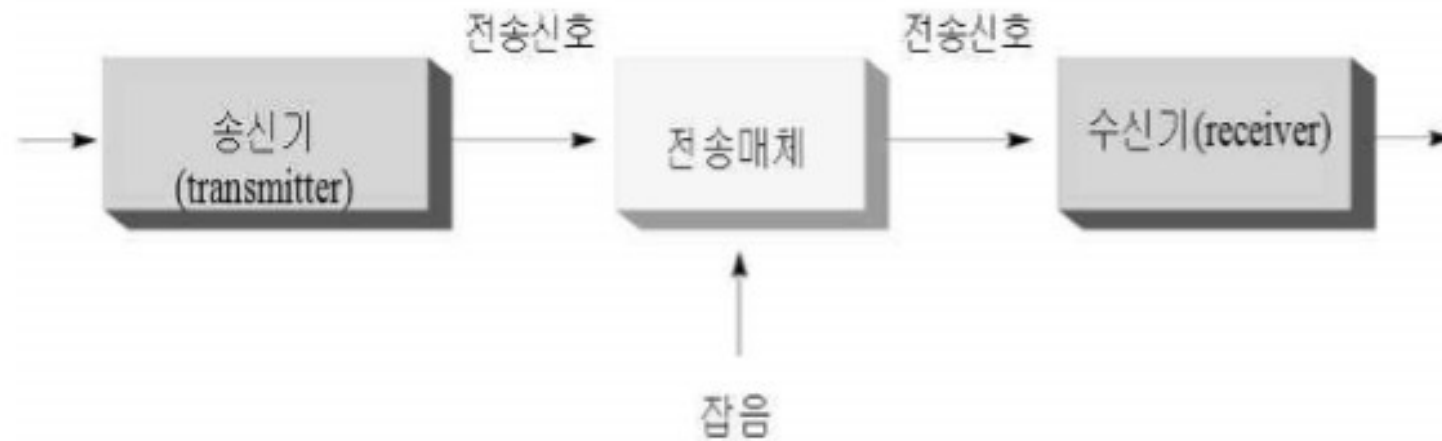 전송신호
전송신호
송신기
(transmitter)
전송매체
수신기(receiver)
잡음